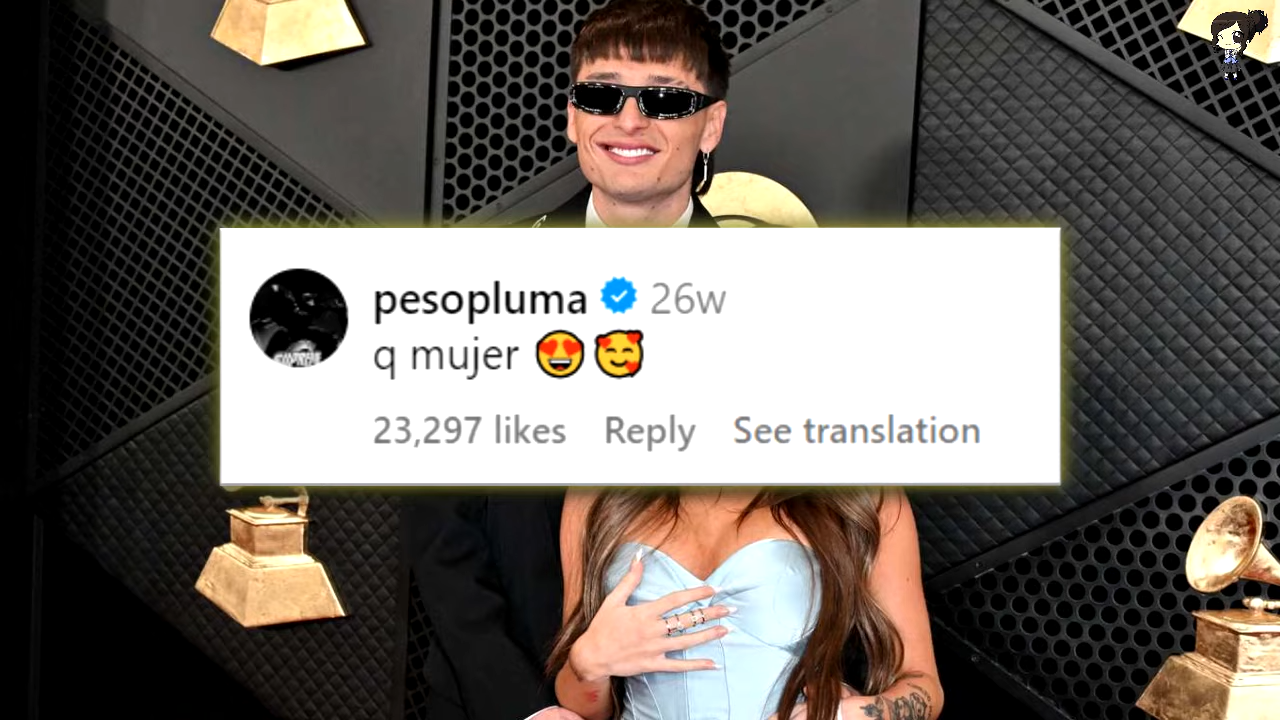 pesopluma 26w
q mujer 😍🥰
23,297 likes Reply See translation